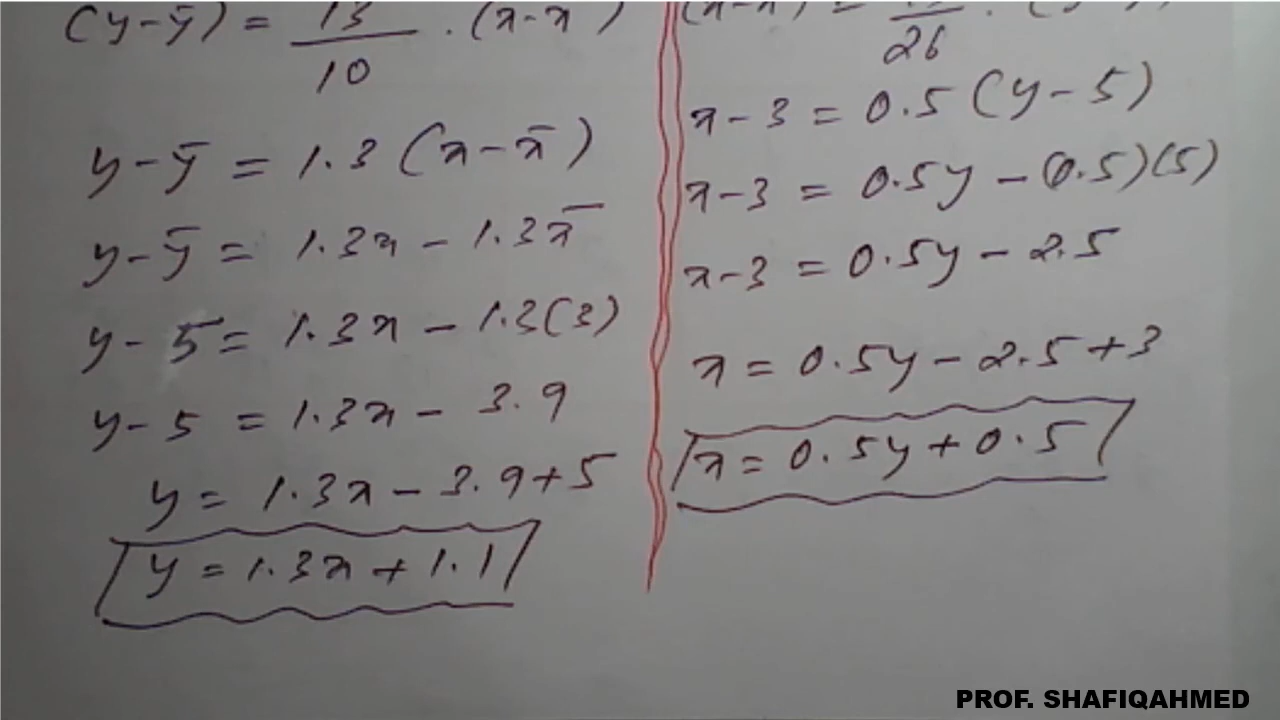 (y-ȳ) = 13/10 . (x-x̄)
y-ȳ = 1.3 (x-x̄)
y-ȳ = 1.3x - 1.3x̄
y-5 = 1.3x - 1.3(3)
y-5 = 1.3x - 3.9
y = 1.3x - 3.9+5
y = 1.3x + 1.1
26
x-3 = 0.5 (y-5)
x-3 = 0.5y - (0.5)(5)
x-3 = 0.5y - 2.5
x = 0.5y - 2.5+3
x = 0.5y + 0.5
PROF. SHAFIQAHMED